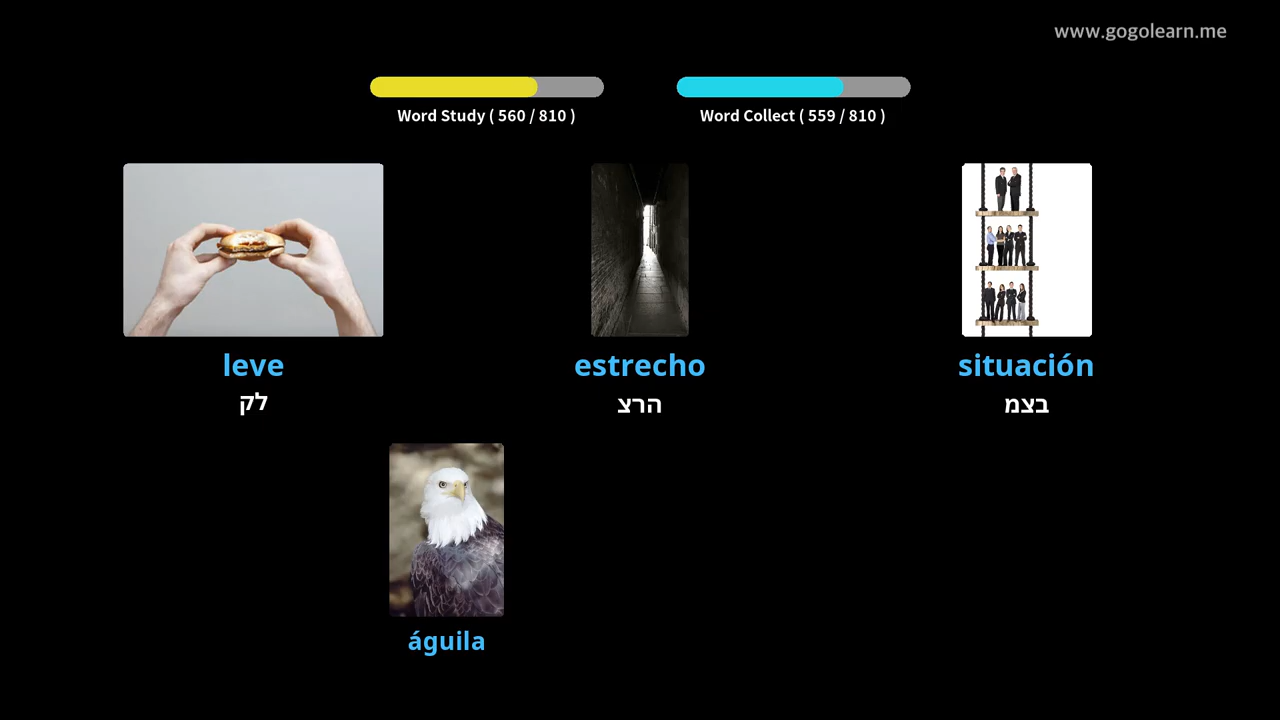 www.gogolearn.me
Word Study ( 560 / 810 )
Word Collect ( 559 / 810 )
leve
לק
estrecho
הרצ
situación
בצמ
águila